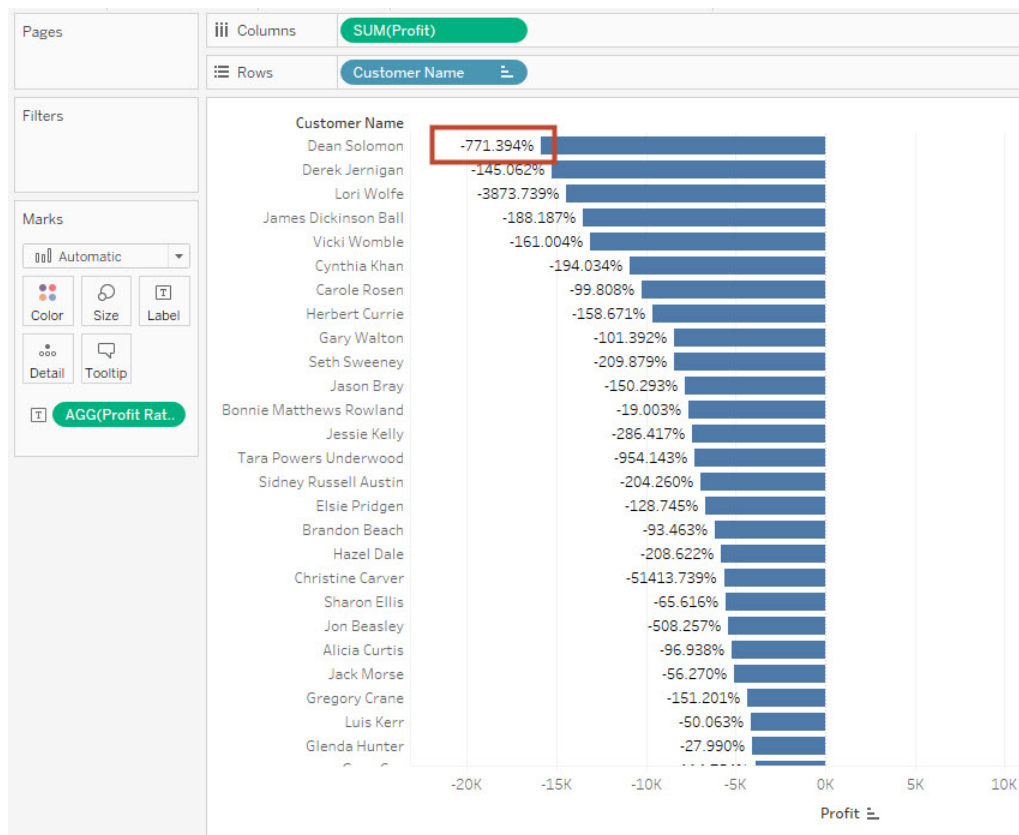 Pages
Columns
SUM(Profit)
Rows
Customer Name
Filters
Marks
Automatic
Color
Size
Label
Detail
Tooltip
AGG(Profit Rat..
Customer Name
Dean Solomon -771.394%
Derek Jernigan -145.062%
Lori Wolfe -3873.739%
James Dickinson Ball -188.187%
Vicki Womble -161.004%
Cynthia Khan -194.034%
Carole Rosen -99.808%
Herbert Currie -158.671%
Gary Walton -101.392%
Seth Sweeney -209.879%
Jason Bray -150.293%
Bonnie Matthews Rowland -19.003%
Jessie Kelly -286.417%
Tara Powers Underwood -954.143%
Sidney Russell Austin -204.260%
Elsie Pridgen -128.745%
Brandon Beach -93.463%
Hazel Dale -208.622%
Christine Carver -51413.739%
Sharon Ellis -65.616%
Jon Beasley -508.257%
Alicia Curtis -96.938%
Jack Morse -56.270%
Gregory Crane -151.201%
Luis Kerr -50.063%
Glenda Hunter -27.990%
-20K -15K -10K -5K 0K 5K 10K
Profit